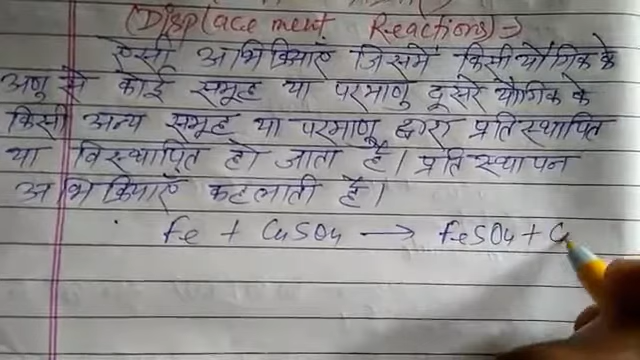 (Displacement Reactions)⇒
ऐसी अभिक्रियाएँ जिसमें किसी यौगिक के
अणु से कोई समूह या परमाणु दूसरे यौगिक के
किसी अन्य समूह या परमाणु द्वारा प्रतिस्थापित
या विस्थापित हो जाता है। प्रतिस्थापन
अभिक्रियाएँ कहलाती है।
Fe + CuSO4 → FeSO4 + C